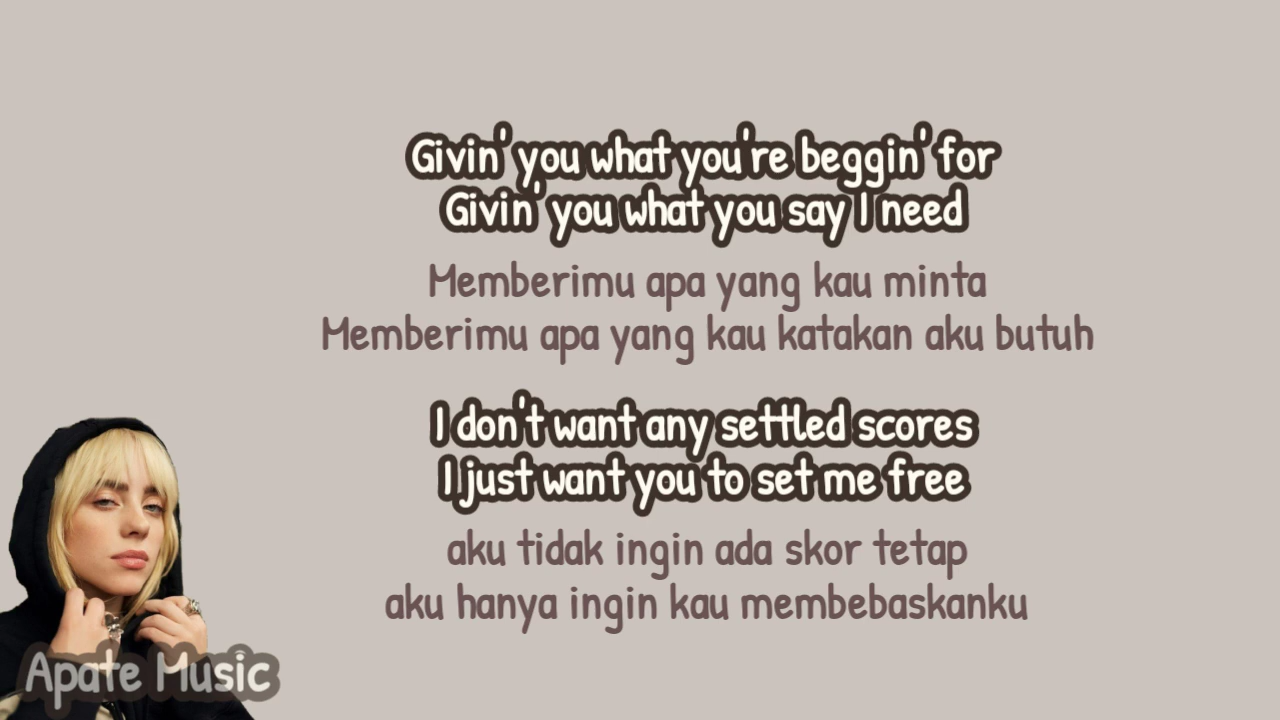 Givin' you what you're beggin' for
Givin' you what you say I need
Memberimu apa yang kau minta
Memberimu apa yang kau katakan aku butuh
I don't want any settled scores
I just want you to set me free
aku tidak ingin ada skor tetap
aku hanya ingin kau membebaskanku
Apate Music